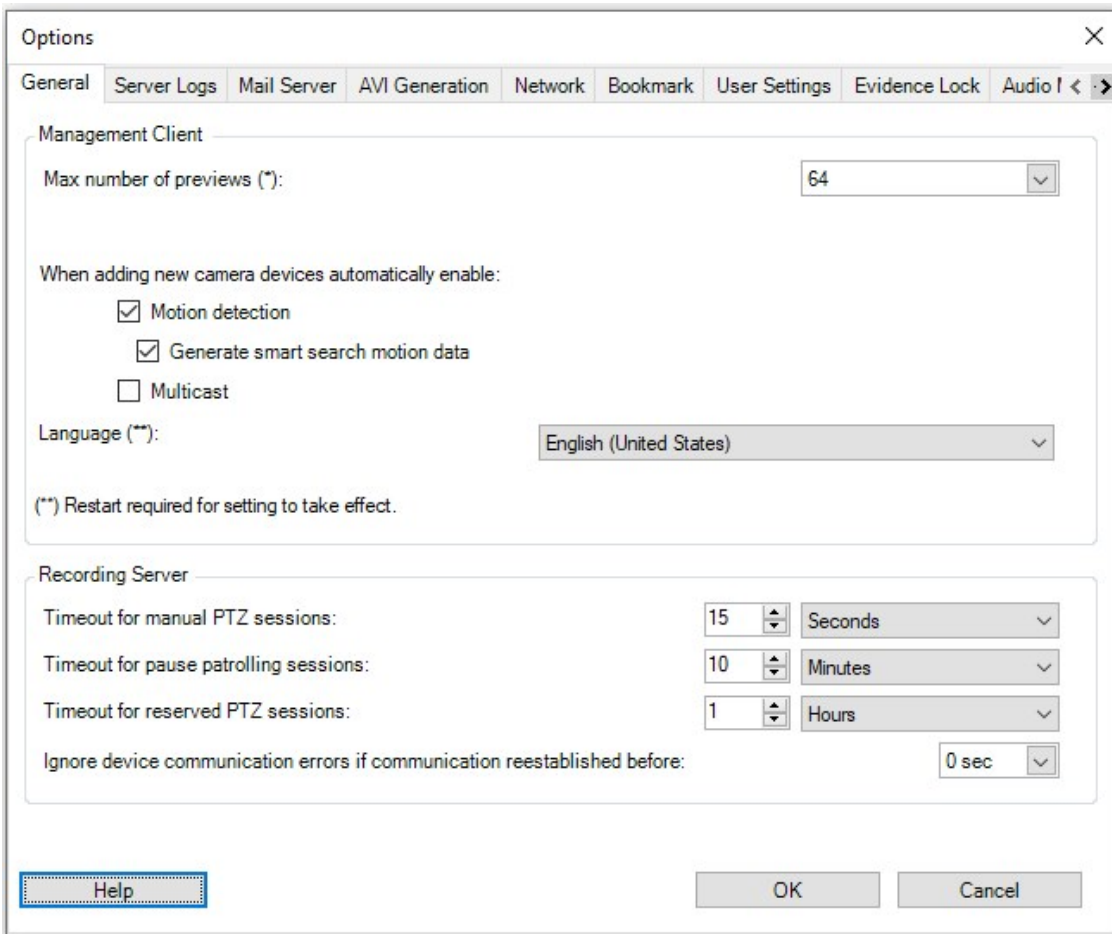 Options
General Server Logs Mail Server AVI Generation Network Bookmark User Settings Evidence Lock Audio
Management Client
Max number of previews (*): 64
When adding new camera devices automatically enable:
Motion detection
Generate smart search motion data
Multicast
Language (**): English (United States)
(**) Restart required for setting to take effect.
Recording Server
Timeout for manual PTZ sessions: 15 Seconds
Timeout for pause patrolling sessions: 10 Minutes
Timeout for reserved PTZ sessions: 1 Hours
Ignore device communication errors if communication reestablished before: 0 sec
Help OK Cancel